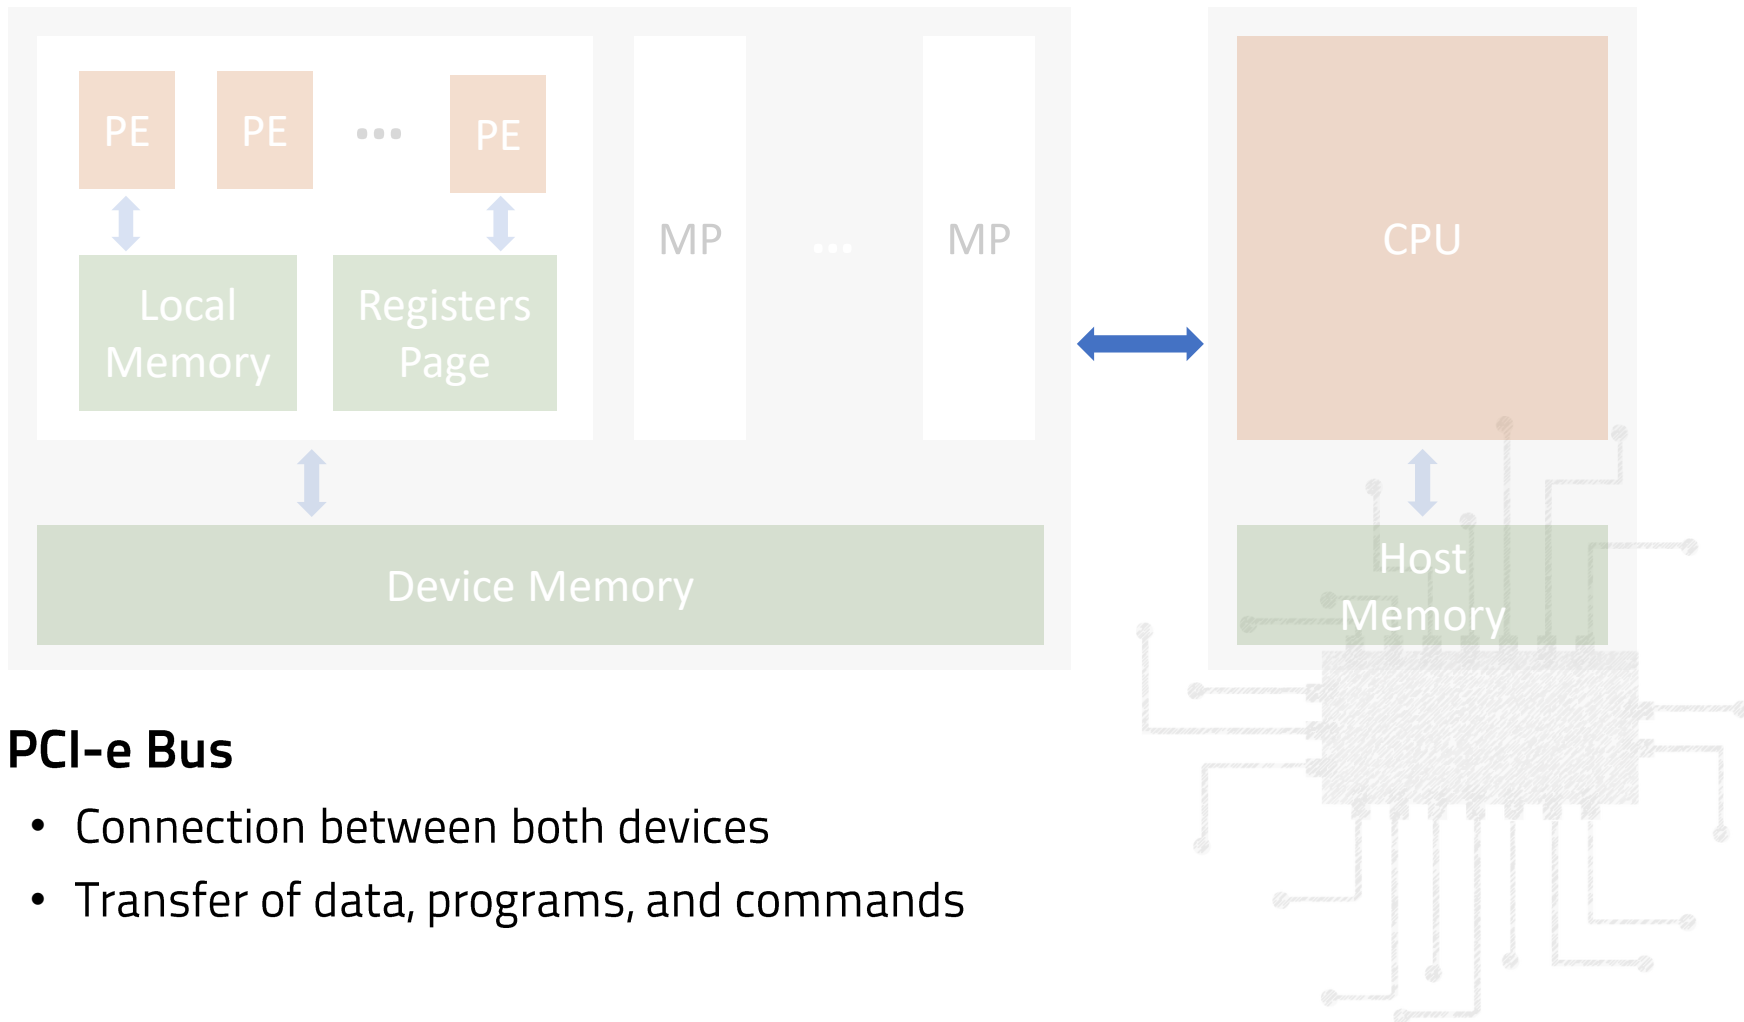 PE
PE
...
PE
Local
Memory
Registers
Page
MP
...
MP
CPU
Device Memory
Host
Memory
PCI-e Bus
• Connection between both devices
• Transfer of data, programs, and commands